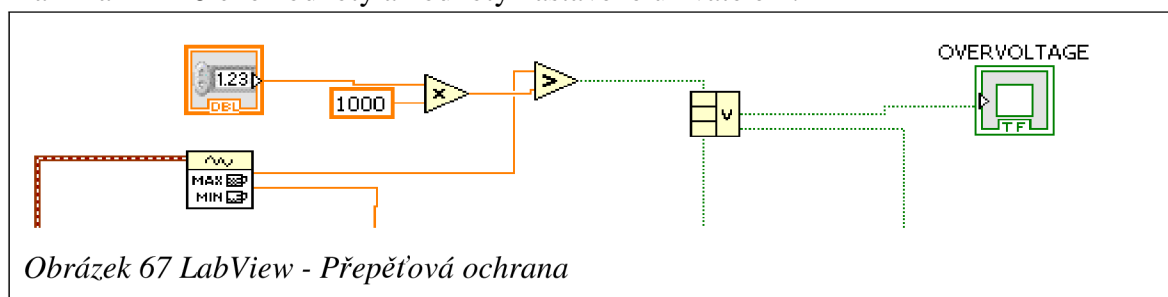 OVERVOLTAGE
1.23
DBL
1000
×
>
V
TF
MAX
MIN
Obrázek 67 LabView - Přepěťová ochrana